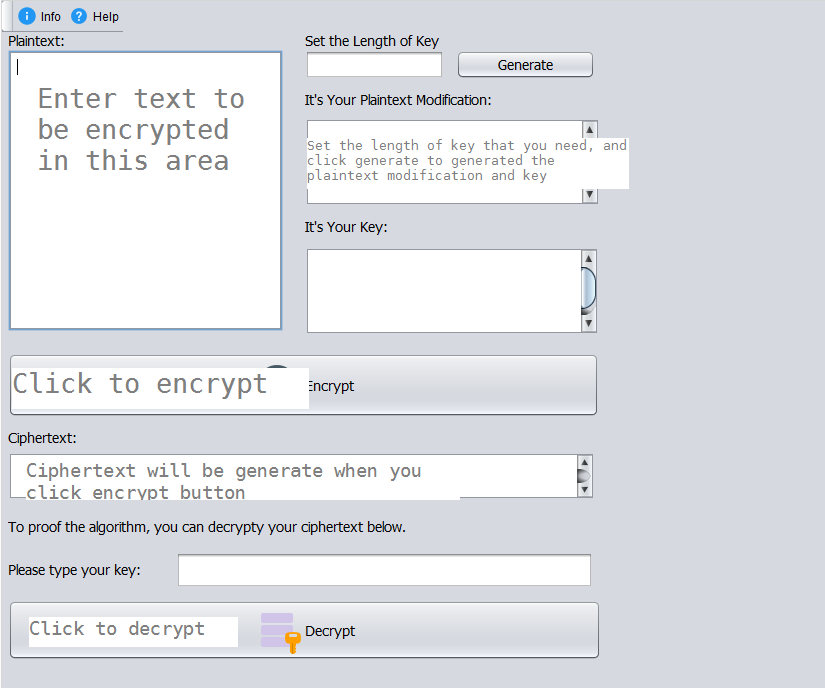 Info Help
Plaintext:
Set the Length of Key
Generate
Enter text to
be encrypted
in this area
It's Your Plaintext Modification:
Set the length of key that you need, and
click generate to generated the
plaintext modification and key
It's Your Key:
Click to encrypt Encrypt
Ciphertext:
Ciphertext will be generate when you
click encrypt button
To proof the algorithm, you can decrypty your ciphertext below.
Please type your key:
Click to decrypt Decrypt